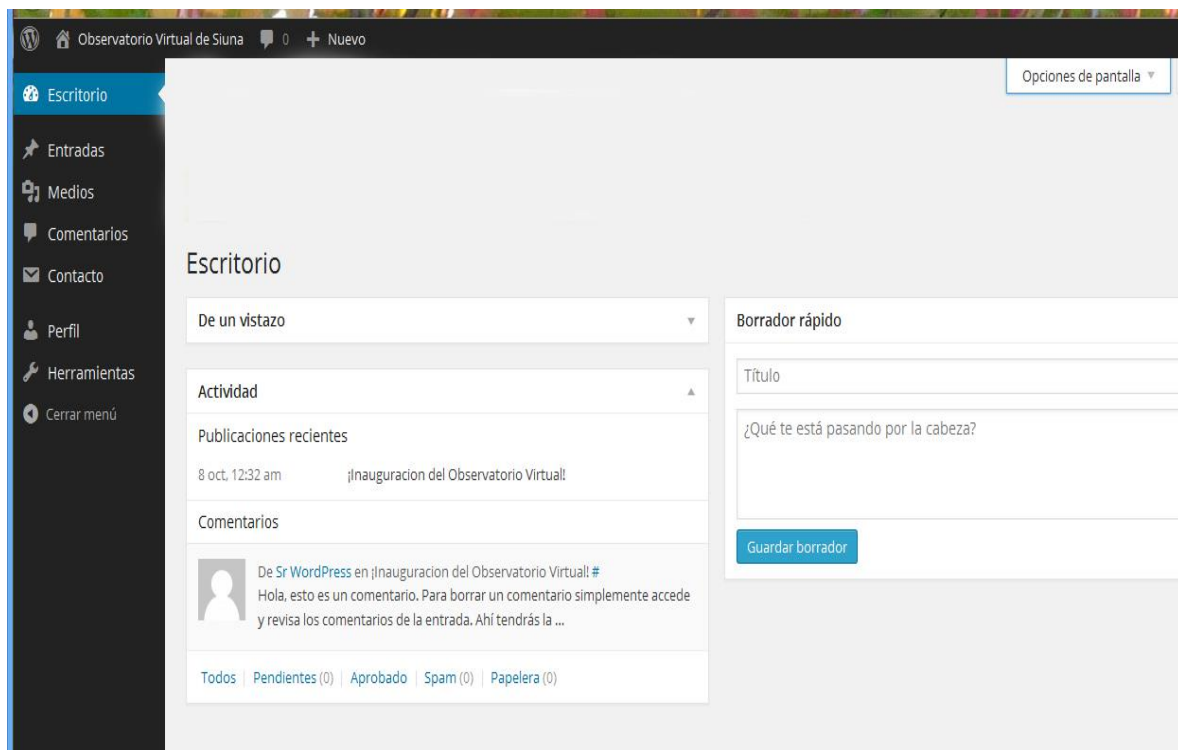 Observatorio Virtual de Siuna 0 + Nuevo
Opciones de pantalla
Escritorio
Entradas
Medios
Comentarios
Contacto
Perfil
Herramientas
Cerrar menú
Escritorio
De un vistazo
Actividad
Publicaciones recientes
8 oct, 12:32 am ¡Inauguracion del Observatorio Virtual!
Comentarios
De Sr WordPress en ¡Inauguracion del Observatorio Virtual! #
Hola, esto es un comentario. Para borrar un comentario simplemente accede
y revisa los comentarios de la entrada. Ahí tendrás la ...
Todos | Pendientes (0) | Aprobado | Spam (0) | Papelera (0)
Borrador rápido
Título
¿Qué te está pasando por la cabeza?
Guardar borrador